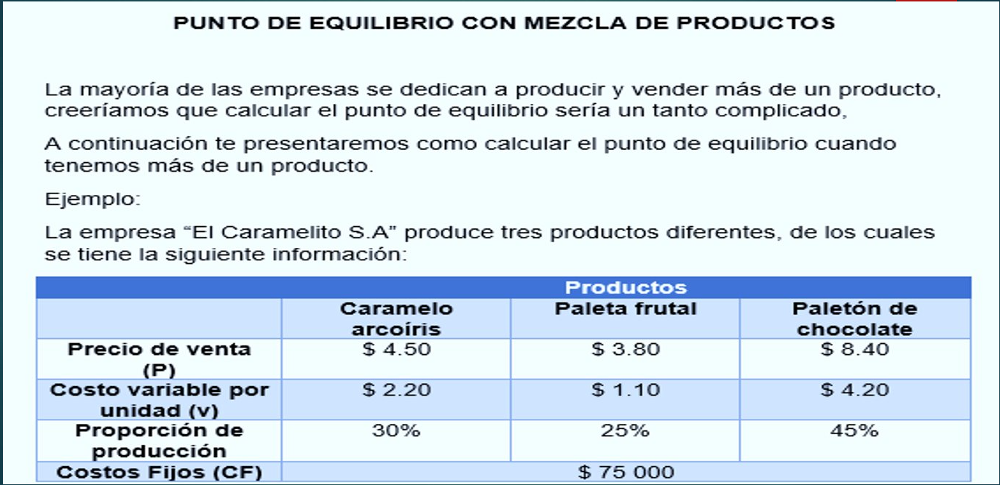 PUNTO DE EQUILIBRIO CON MEZCLA DE PRODUCTOS
La mayoría de las empresas se dedican a producir y vender más de un producto,
creeríamos que calcular el punto de equilibrio sería un tanto complicado,
A continuación te presentaremos como calcular el punto de equilibrio cuando
tenemos más de un producto.
Ejemplo:
La empresa “El Caramelito S.A” produce tres productos diferentes, de los cuales
se tiene la siguiente información:
Productos
Caramelo arcoíris Paleta frutal Paletón de chocolate
Precio de venta (P) $ 4.50 $ 3.80 $ 8.40
Costo variable por unidad (v) $ 2.20 $ 1.10 $ 4.20
Proporción de producción 30% 25% 45%
Costos Fijos (CF) $ 75 000